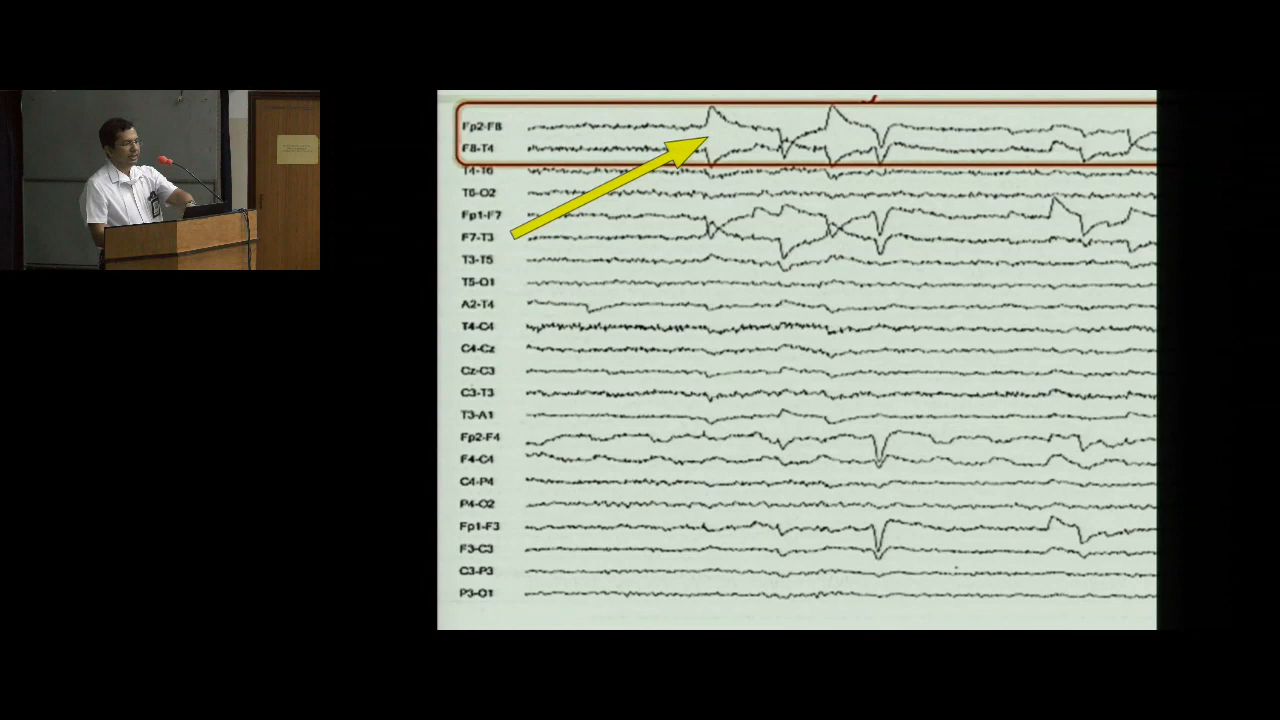 Fp2-F8
F8-T4
T4-T6
T6-O2
Fp1-F7
F7-T3
T3-T5
T5-O1
A2-T4
T4-C4
C4-Cz
Cz-C3
C3-T3
T3-A1
Fp2-F4
F4-C4
C4-P4
P4-O2
Fp1-F3
F3-C3
C3-P3
P3-O1